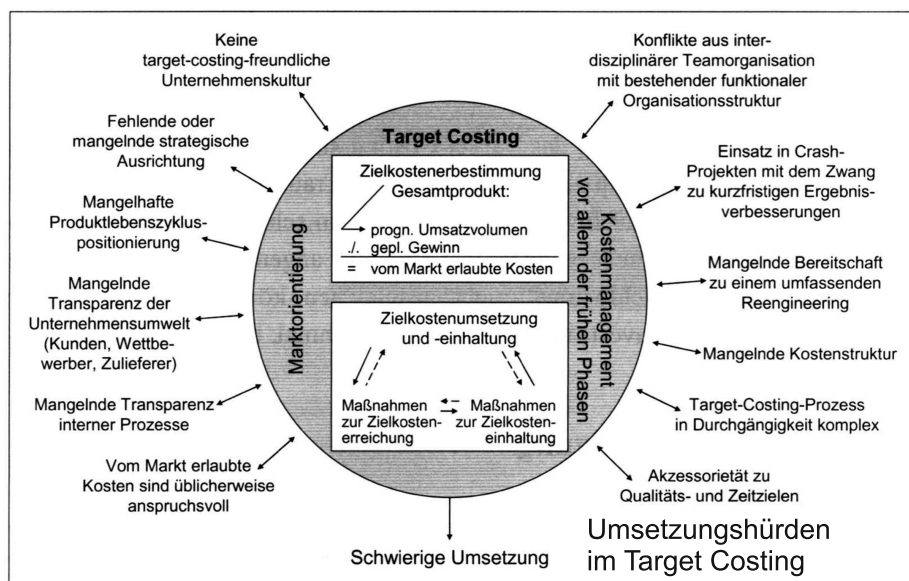 Keine
target-costing-freundliche
Unternehmenskultur
Fehlende oder
mangelnde strategische
Ausrichtung
Mangelhafte
Produktlebenszyklus-
positionierung
Mangelnde
Transparenz der
Unternehmensumwelt
(Kunden, Wettbe-
werber, Zulieferer)
Mangelnde Transparenz
interner Prozesse
Vom Markt erlaubte
Kosten sind üblicherweise
anspruchsvoll
Target Costing
Marktorientierung
Zielkostenerbestimmung
Gesamtprodukt:
progn. Umsatzvolumen
./. gepl. Gewinn
= vom Markt erlaubte Kosten
Zielkostenumsetzung
und -einhaltung
Maßnahmen
zur Zielkosten-
erreichung
Maßnahmen
zur Zielkosten-
einhaltung
Kostenmanagement
vor allem der frühen Phasen
Konflikte aus inter-
disziplinärer Teamorganisation
mit bestehender funktionaler
Organisationsstruktur
Einsatz in Crash-
Projekten mit dem Zwang
zu kurzfristigen Ergebnis-
verbesserungen
Mangelnde Bereitschaft
zu einem umfassenden
Reengineering
Mangelnde Kostenstruktur
Target-Costing-Prozess
in Durchgängigkeit komplex
Akzessorietät zu
Qualitäts- und Zeitzielen
Schwierige Umsetzung
Umsetzungshürden
im Target Costing